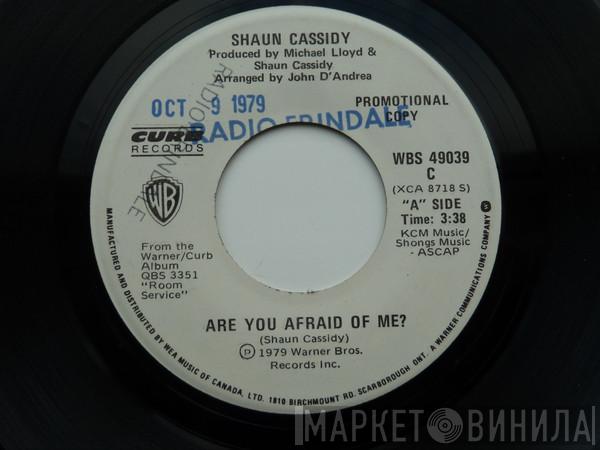 SHAUN CASSIDY
Produced by Michael Lloyd &
Shaun Cassidy
Arranged by John D'Andrea
OCT 9 1979
PROMOTIONAL
COPY
RADIO ERINDALE
RADIO ERINDALE
CURB
RECORDS
WBS 49039
C
(XCA 8718 S)
"A" SIDE
Time: 3:38
KCM Music/
Shongs Music
- ASCAP
WB
From the
Warner/Curb
Album
QBS 3351
"Room
Service"
ARE YOU AFRAID OF ME?
(Shaun Cassidy)
Ⓟ 1979 Warner Bros.
Records Inc.
MANUFACTURED AND DISTRIBUTED BY WEA MUSIC OF CANADA, LTD. 1810 BIRCHMOUNT RD. SCARBOROUGH ONT. A WARNER COMMUNICATIONS COMPANY
МАРКЕТ ВИНИЛА